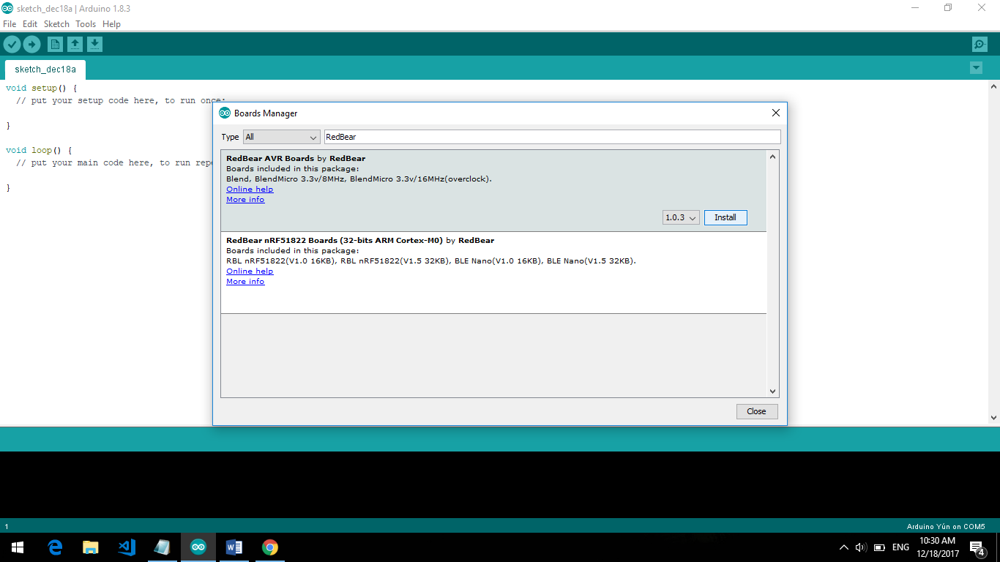 sketch_dec18a | Arduino 1.8.3
File Edit Sketch Tools Help
sketch_dec18a
void setup() {
// put your setup code here, to run once:
}
void loop() {
// put your main code here, to run repe
}
Boards Manager
Type All RedBear
RedBear AVR Boards by RedBear
Boards included in this package:
Blend, BlendMicro 3.3v/8MHz, BlendMicro 3.3v/16MHz(overclock).
Online help
More info
1.0.3 Install
RedBear nRF51822 Boards (32-bits ARM Cortex-M0) by RedBear
Boards included in this package:
RBL nRF51822(V1.0 16KB), RBL nRF51822(V1.5 32KB), BLE Nano(V1.0 16KB), BLE Nano(V1.5 32KB).
Online help
More info
Close
1 Arduino Yún on COM5
ENG
10:30 AM
12/18/2017
4